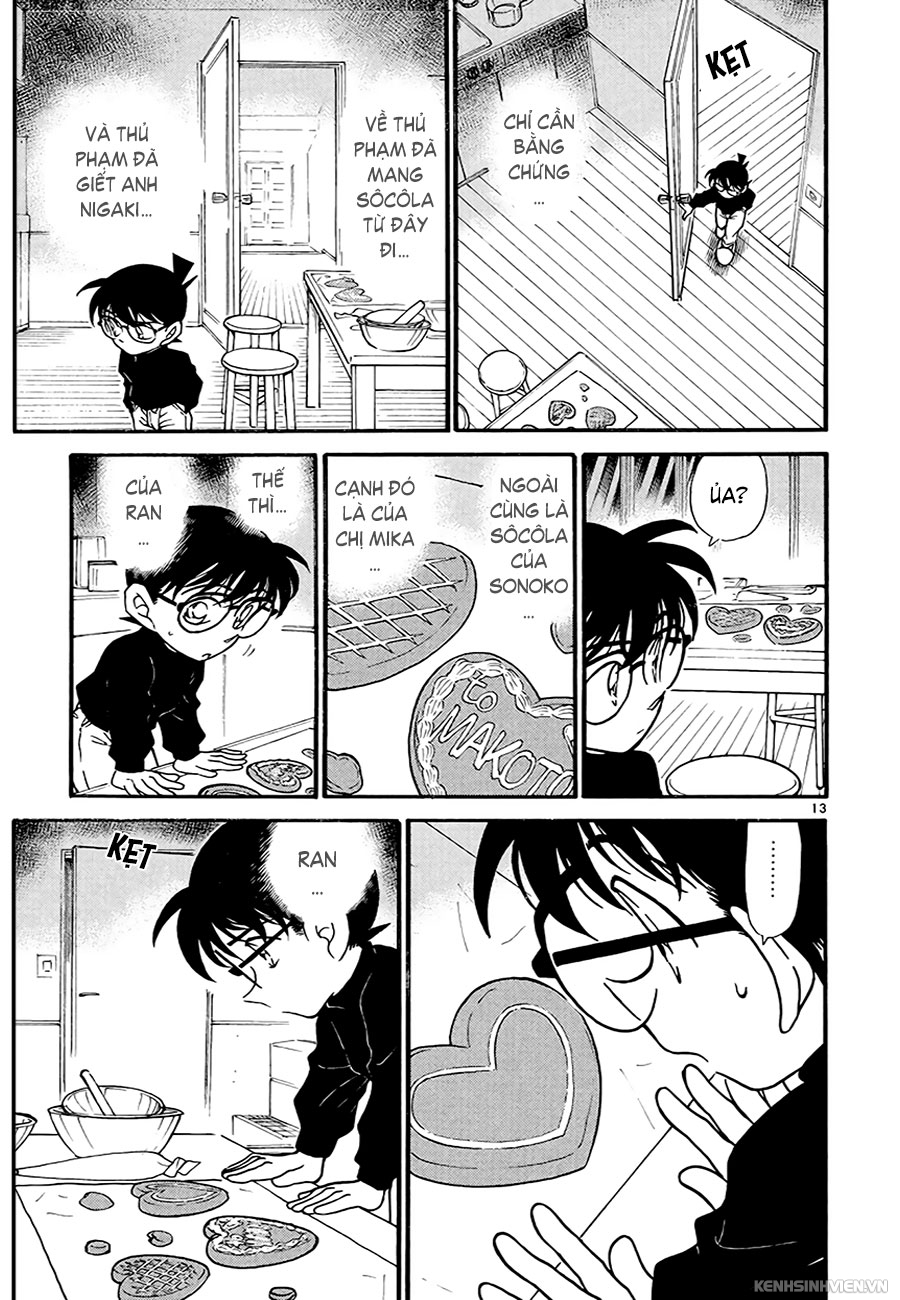 KẸT
CHỈ CẦN
BẰNG
CHỨNG
...
VỀ THỦ
PHẠM ĐÃ
MANG
SÔCÔLA
TỪ ĐÂY
ĐI...
VÀ THỦ
PHẠM ĐÃ
GIẾT ANH
NIGAKI...
ỦA?
NGOÀI
CÙNG LÀ
SÔCÔLA
CỦA
SONOKO
...
CẠNH ĐÓ
LÀ CỦA
CHỊ MIKA
...
to
MAKOTO
THẾ
THÌ...
CỦA
RAN
...
13
.........
RAN
...
KẸT
KENHSINHVIEN.VN